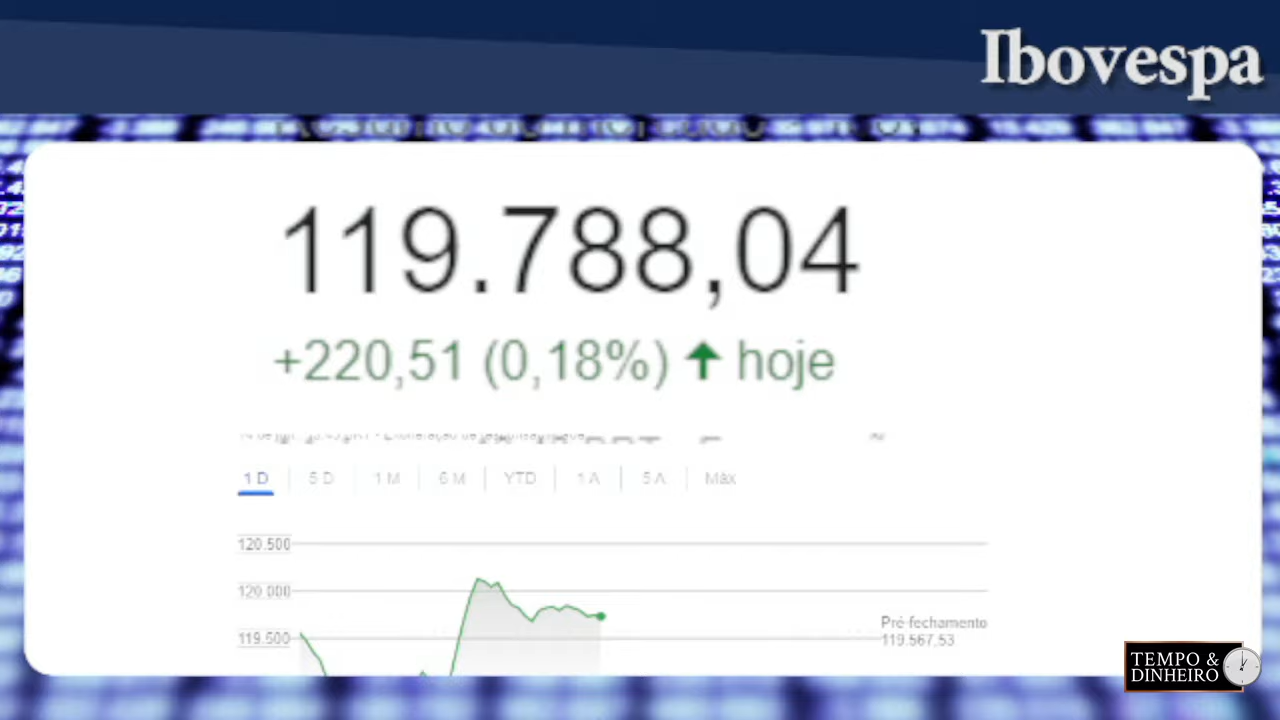 Ibovespa
119.788,04
+220,51 (0,18%) ↑ hoje
1 D 5 D 1 M 6 M YTD 1 A 5 A Máx
120.500
120.000
119.500
Pré-fechamento
119.567,53
TEMPO &
DINHEIRO